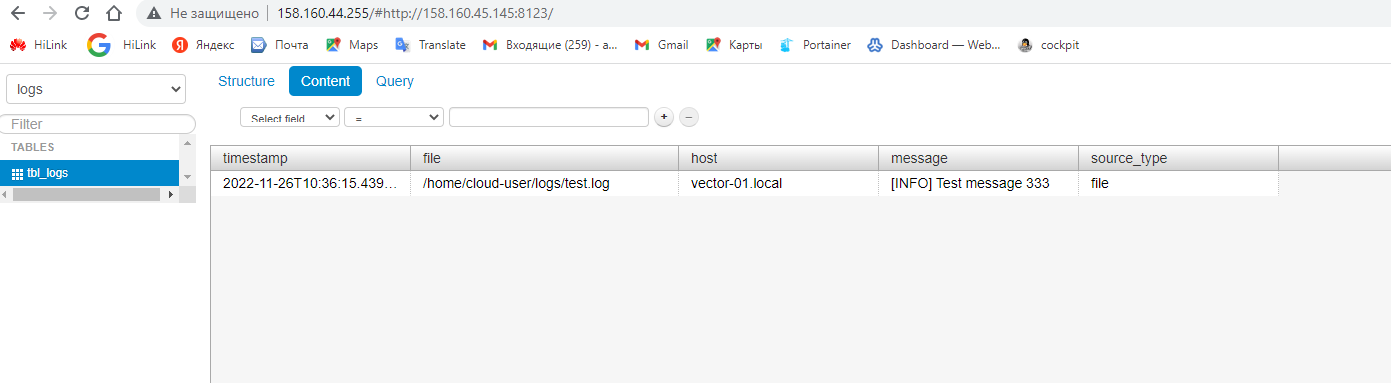 Не защищено 158.160.44.255/#http://158.160.45.145:8123/
HiLink HiLink Яндекс Почта Maps Translate Входящие (259) - a... Gmail Карты Portainer Dashboard — Web... cockpit
logs
Structure Content Query
Filter
Select field =
+ −
TABLES
tbl_logs
timestamp file host message source_type
2022-11-26T10:36:15.439... /home/cloud-user/logs/test.log vector-01.local [INFO] Test message 333 file